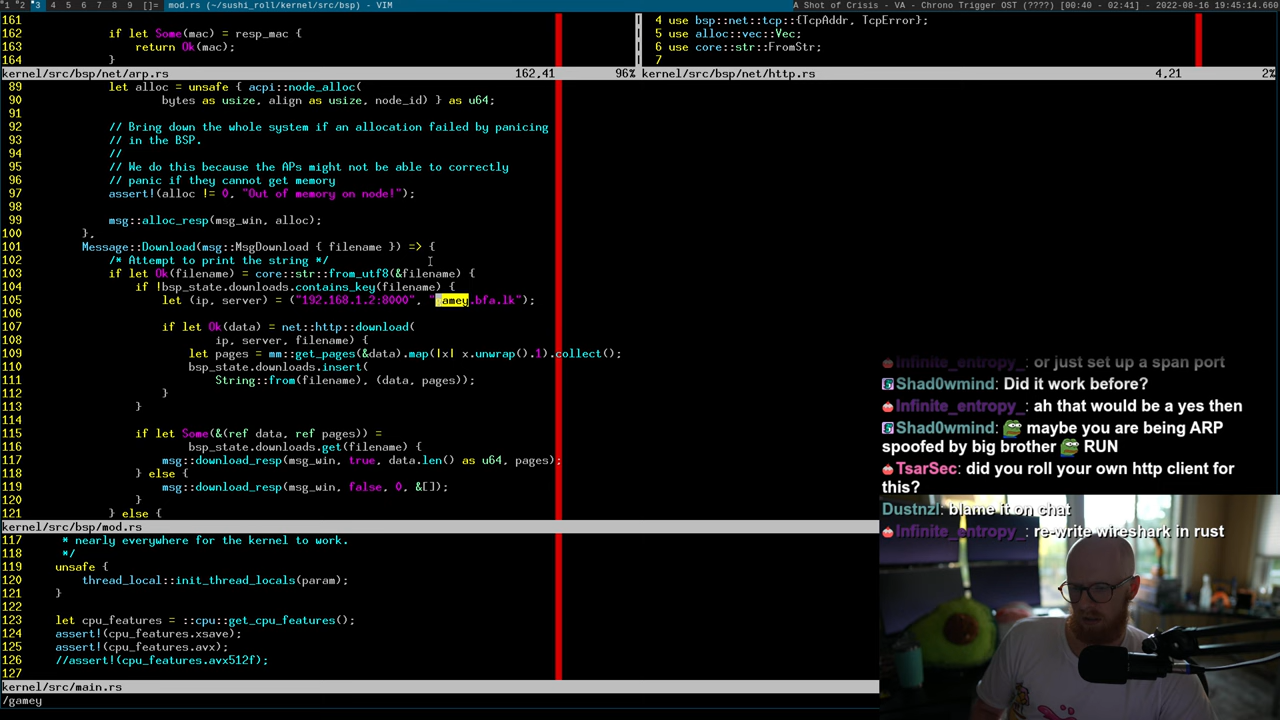 1 2 3 4 5 6 7 8 9 []= mod.rs (~/sushi_roll/kernel/src/bsp) - VIM
A Shot of Crisis - VA - Chrono Trigger OST (????) [00:40 - 02:41] - 2022-08-16 19:45:14.660
161
162 if let Some(mac) = resp_mac {
163 return Ok(mac);
164 }
kernel/src/bsp/net/arp.rs 162,41 96%
4 use bsp::net::tcp::{TcpAddr, TcpError};
5 use alloc::vec::Vec;
6 use core::str::FromStr;
7
kernel/src/bsp/net/http.rs 4,21 2%
89 let alloc = unsafe { acpi::node_alloc(
90 bytes as usize, align as usize, node_id) } as u64;
91
92 // Bring down the whole system if an allocation failed by panicing
93 // in the BSP.
94 //
95 // We do this because the APs might not be able to correctly
96 // panic if they cannot get memory
97 assert!(alloc != 0, "Out of memory on node!");
98
99 msg::alloc_resp(msg_win, alloc);
100 },
101 Message::Download(msg::MsgDownload { filename }) => {
102 /* Attempt to print the string */
103 if let Ok(filename) = core::str::from_utf8(&filename) {
104 if !bsp_state.downloads.contains_key(filename) {
105 let (ip, server) = ("192.168.1.2:8000", "gamey.bfa.lk");
106
107 if let Ok(data) = net::http::download(
108 ip, server, filename) {
109 let pages = mm::get_pages(&data).map(|x| x.unwrap().1).collect();
110 bsp_state.downloads.insert(
111 String::from(filename), (data, pages));
112 }
113 }
114
115 if let Some(&(ref data, ref pages)) =
116 bsp_state.downloads.get(filename) {
117 msg::download_resp(msg_win, true, data.len() as u64, pages);
118 } else {
119 msg::download_resp(msg_win, false, 0, &[]);
120 }
121 } else {
kernel/src/bsp/mod.rs
117 * nearly everywhere for the kernel to work.
118 */
119 unsafe {
120 thread_local::init_thread_locals(param);
121 }
122
123 let cpu_features = ::cpu::get_cpu_features();
124 assert!(cpu_features.xsave);
125 assert!(cpu_features.avx);
126 //assert!(cpu_features.avx512f);
127
kernel/src/main.rs
/gamey
Infinite_entropy_: or just set up a span port
Shad0wmind: Did it work before?
Infinite_entropy_: ah that would be a yes then
Shad0wmind: maybe you are being ARP
spoofed by big brother RUN
TsarSec: did you roll your own http client for
this?
Dustnzl: blame it on chat
Infinite_entropy_: re-write wireshark in rust